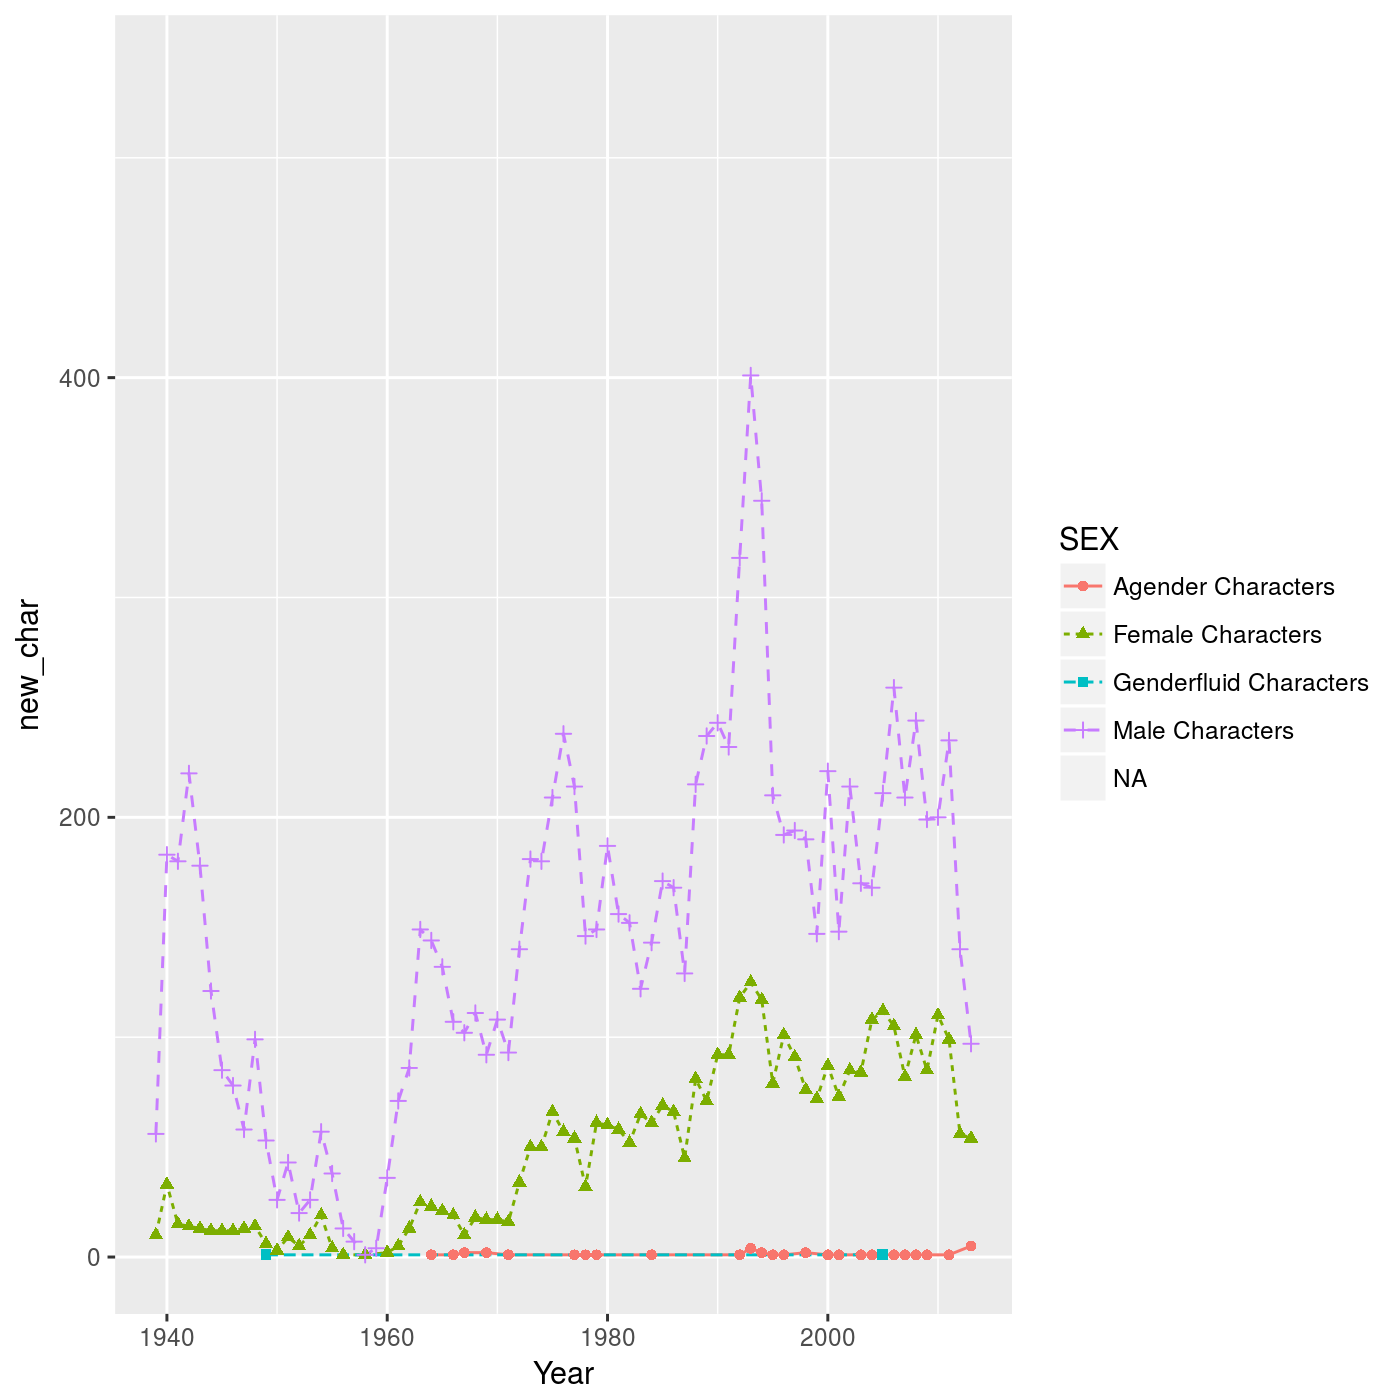 400
200
0
new_char
1940 1960 1980 2000
Year
SEX
Agender Characters
Female Characters
Genderfluid Characters
Male Characters
NA